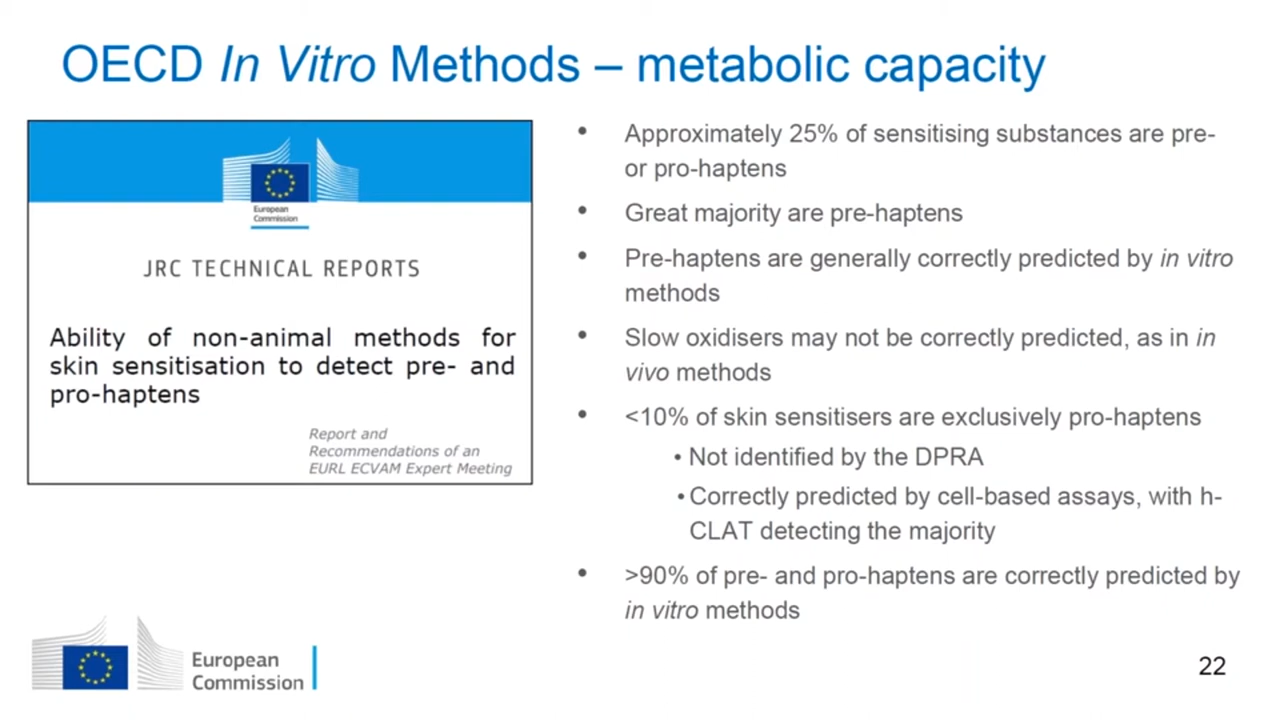 OECD In Vitro Methods – metabolic capacity
European
Commission
JRC TECHNICAL REPORTS
Ability of non-animal methods for
skin sensitisation to detect pre- and
pro-haptens
Report and
Recommendations of an
EURL ECVAM Expert Meeting
• Approximately 25% of sensitising substances are pre-
or pro-haptens
• Great majority are pre-haptens
• Pre-haptens are generally correctly predicted by in vitro
methods
• Slow oxidisers may not be correctly predicted, as in in
vivo methods
• <10% of skin sensitisers are exclusively pro-haptens
• Not identified by the DPRA
• Correctly predicted by cell-based assays, with h-
CLAT detecting the majority
• >90% of pre- and pro-haptens are correctly predicted by
in vitro methods
European
Commission
22